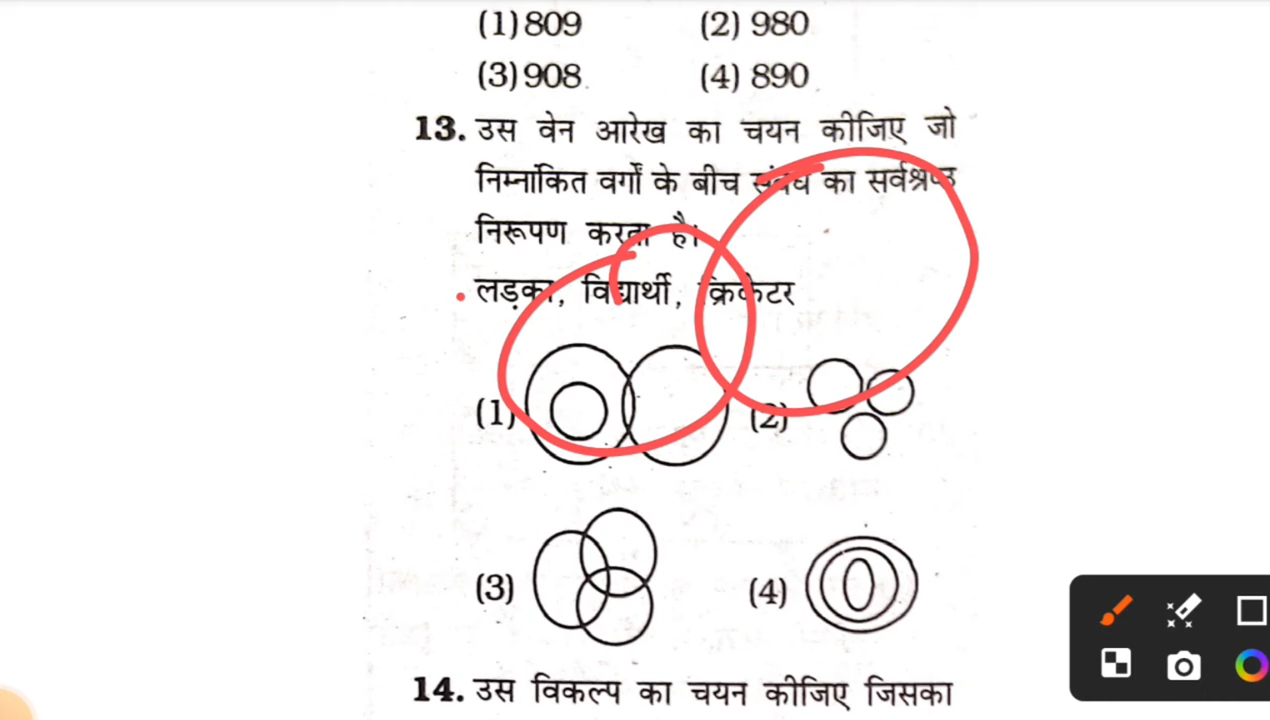 (1) 809 (2) 980
(3) 908 (4) 890
13. उस वेन आरेख का चयन कीजिए जो
निम्नांकित वर्गों के बीच संबंध का सर्वश्रेष्ठ
निरूपण करता है।
लड़का, विद्यार्थी, क्रिकेटर
(1) (2)
(3) (4)
14. उस विकल्प का चयन कीजिए जिसका